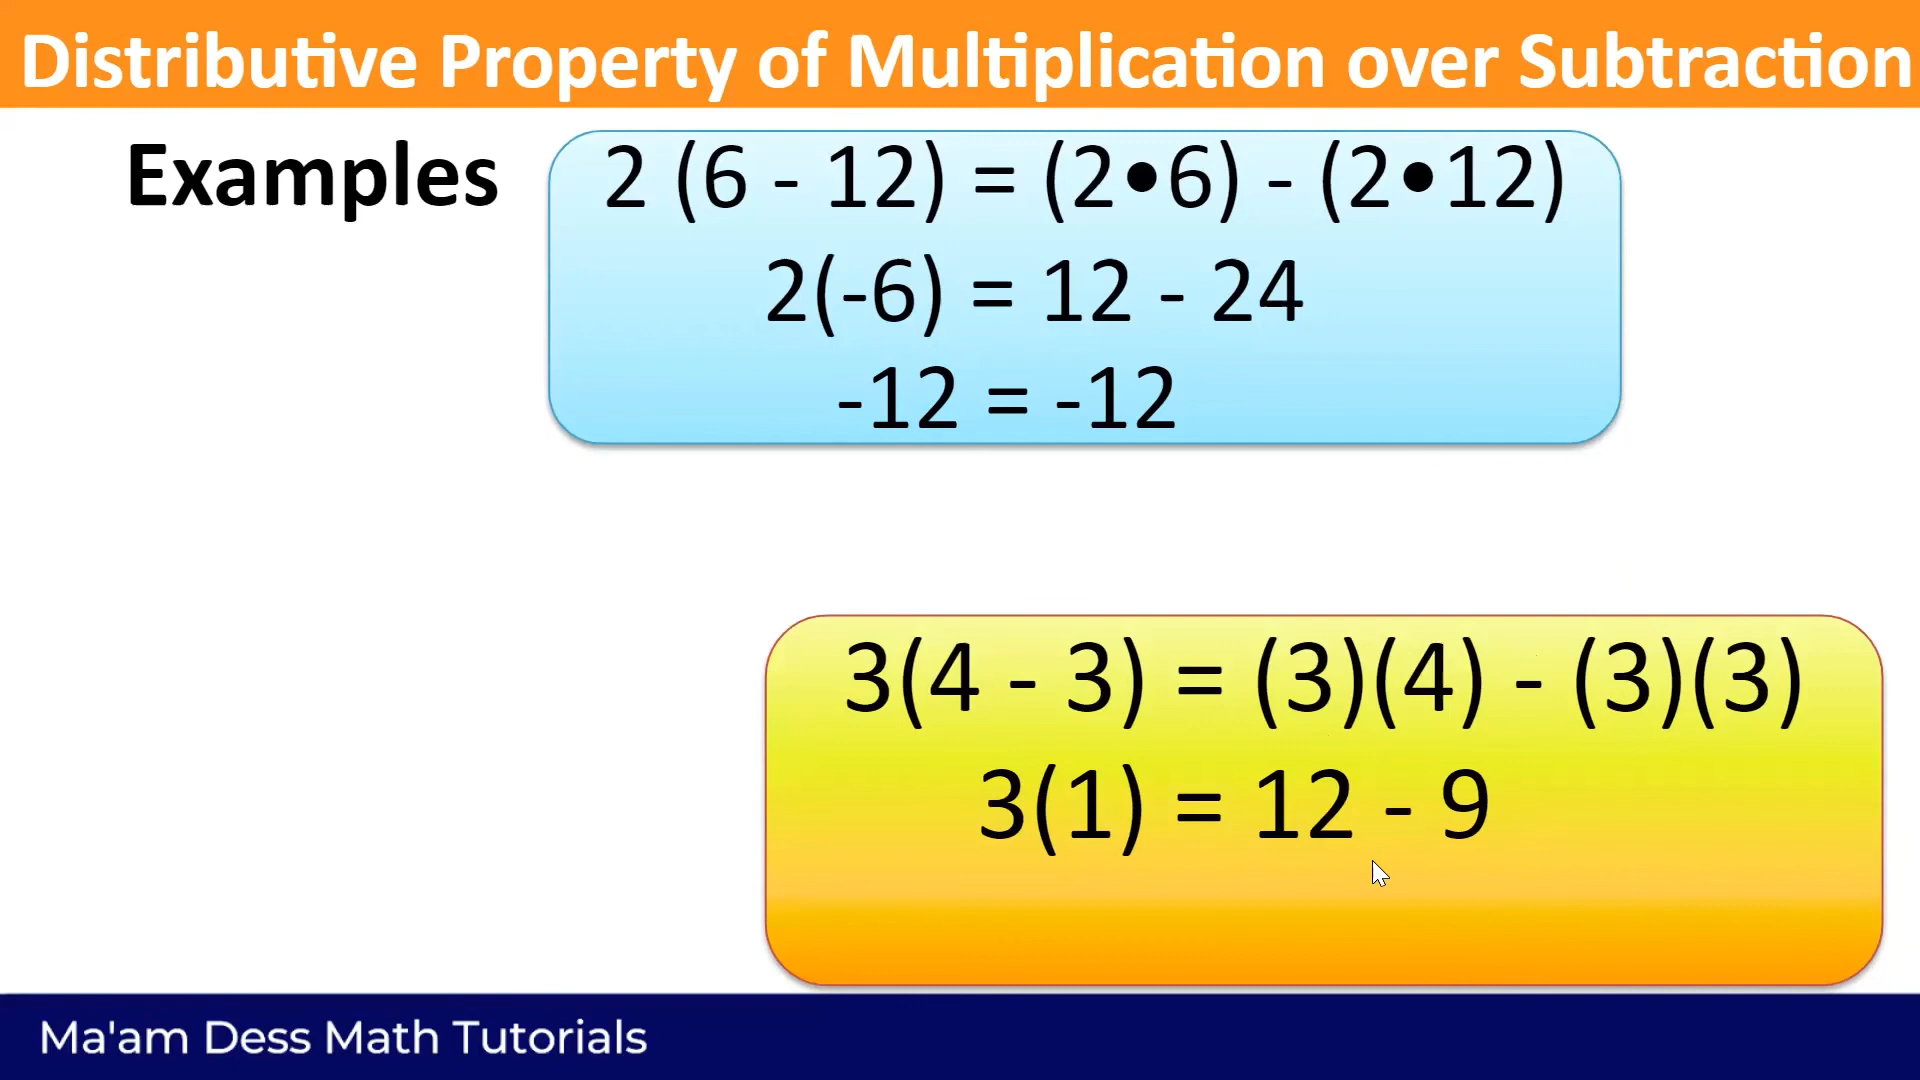 Distributive Property of Multiplication over Subtraction
Examples
2 (6 - 12) = (2•6) - (2•12)
2(-6) = 12 - 24
-12 = -12
3(4 - 3) = (3)(4) - (3)(3)
3(1) = 12 - 9
Ma'am Dess Math Tutorials